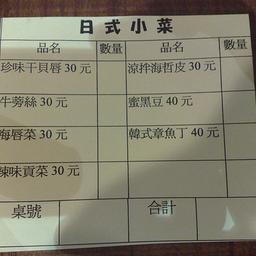 日式小菜
品名 數量 品名 數量
珍味干貝唇 30 元 涼拌海哲皮 30 元
牛蒡絲 30 元 蜜黑豆 40 元
海唇菜 30 元 韓式章魚丁 40 元
辣味貢菜 30 元
桌號 合計